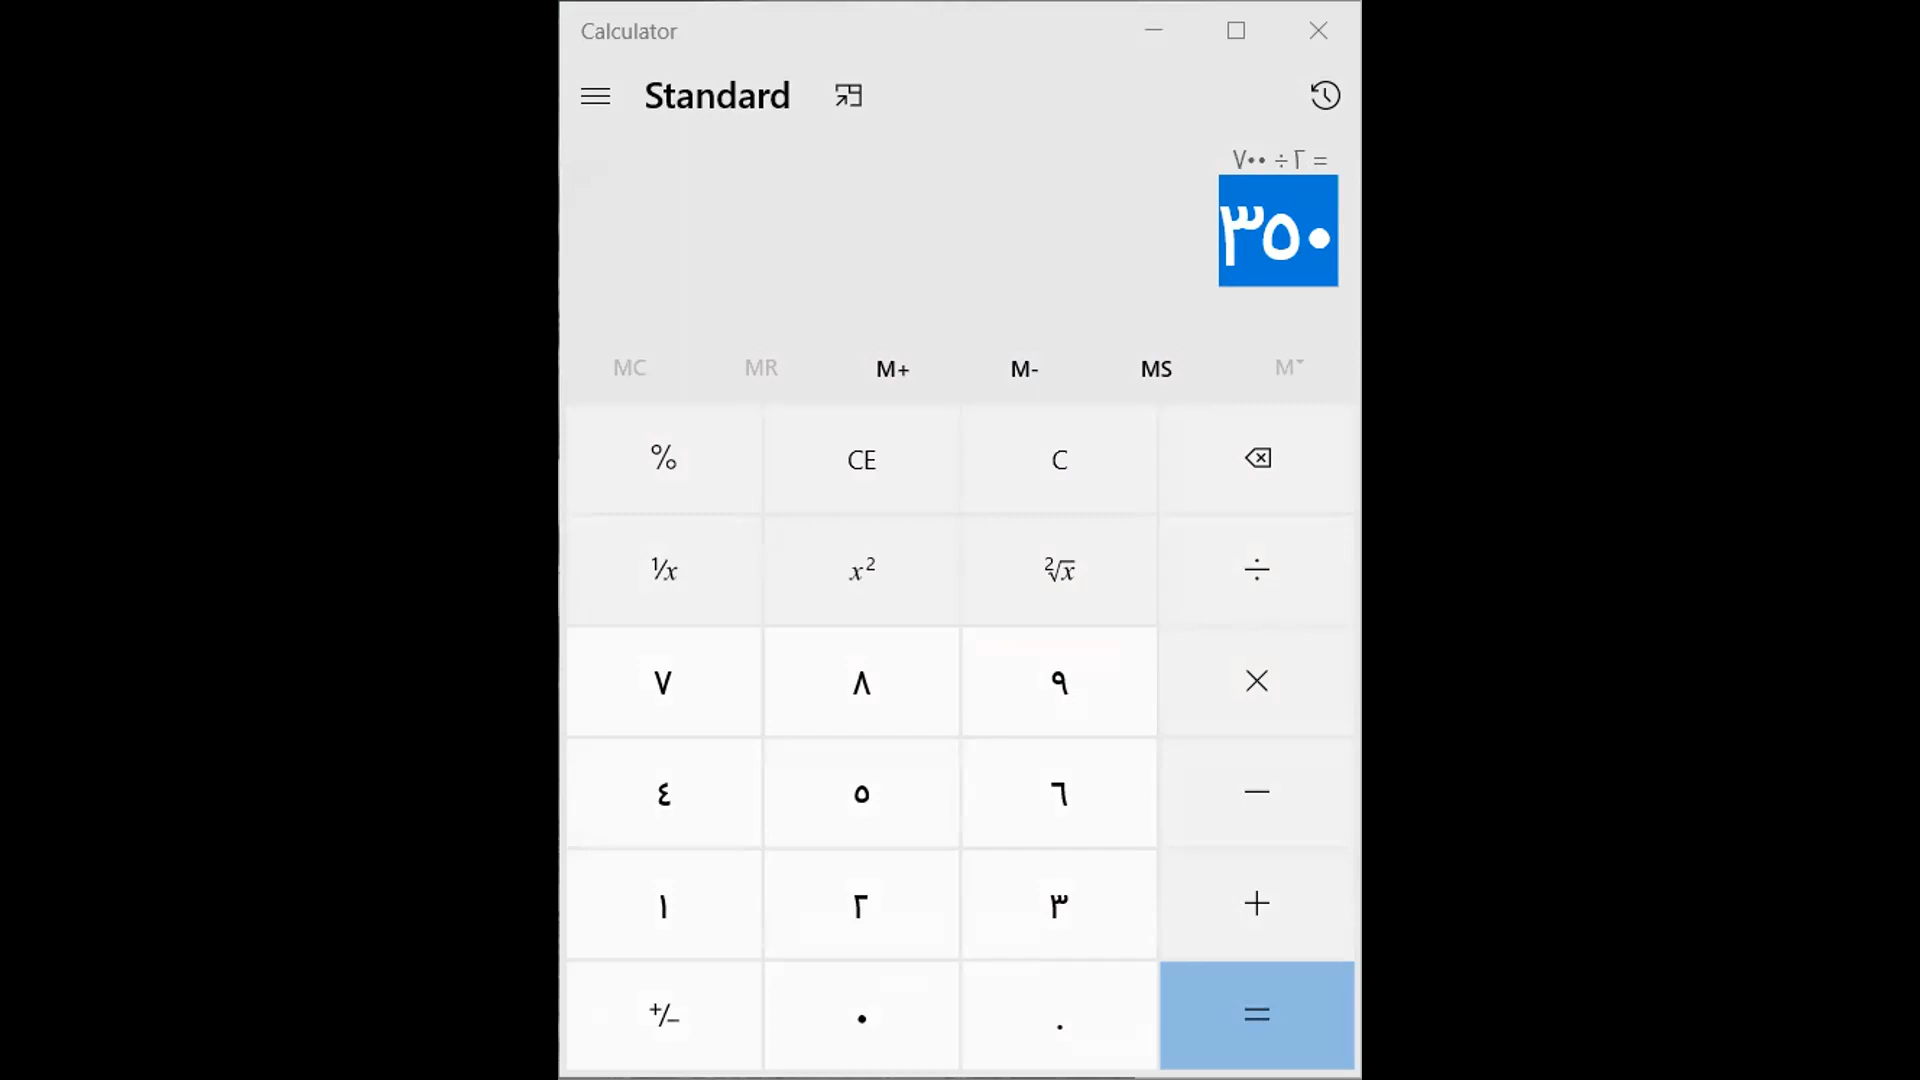 Calculator
Standard
٧٠٠ ÷ ٢ =
٣٥٠
MC MR M+ M- MS M˅
% CE C
¹/x x² ²√x ÷
٧ ٨ ٩ ×
٤ ٥ ٦ −
١ ٢ ٣ +
+/− ٠ . =